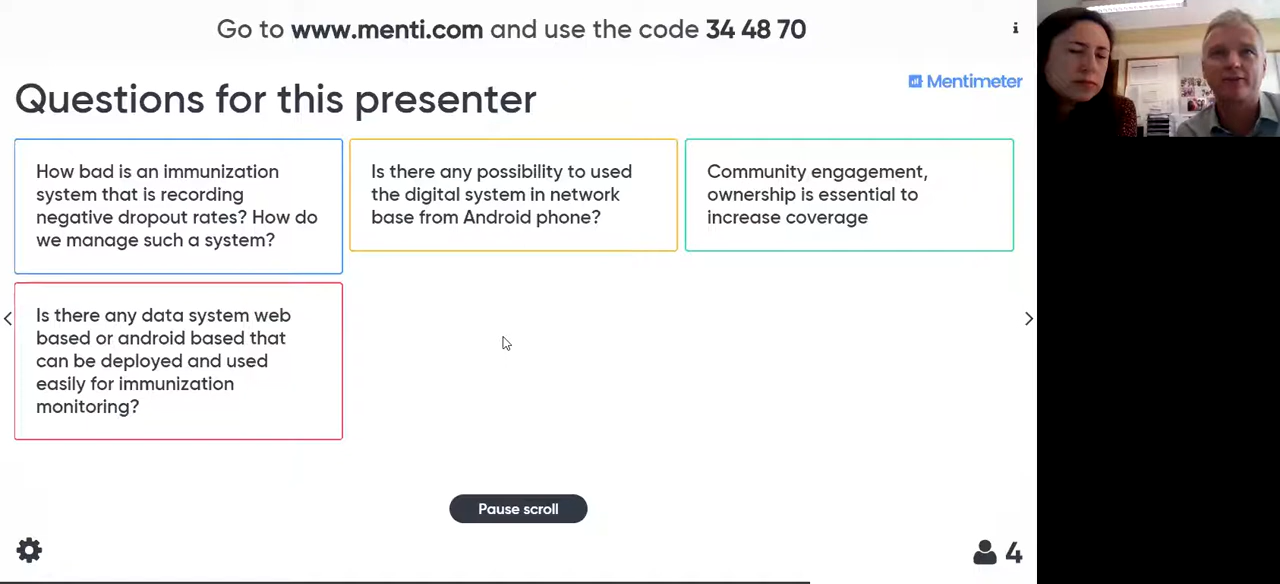 Go to www.menti.com and use the code 34 48 70
i
Mentimeter
Questions for this presenter
How bad is an immunization
system that is recording
negative dropout rates? How do
we manage such a system?
Is there any possibility to used
the digital system in network
base from Android phone?
Community engagement,
ownership is essential to
increase coverage
Is there any data system web
based or android based that
can be deployed and used
easily for immunization
monitoring?
Pause scroll
4